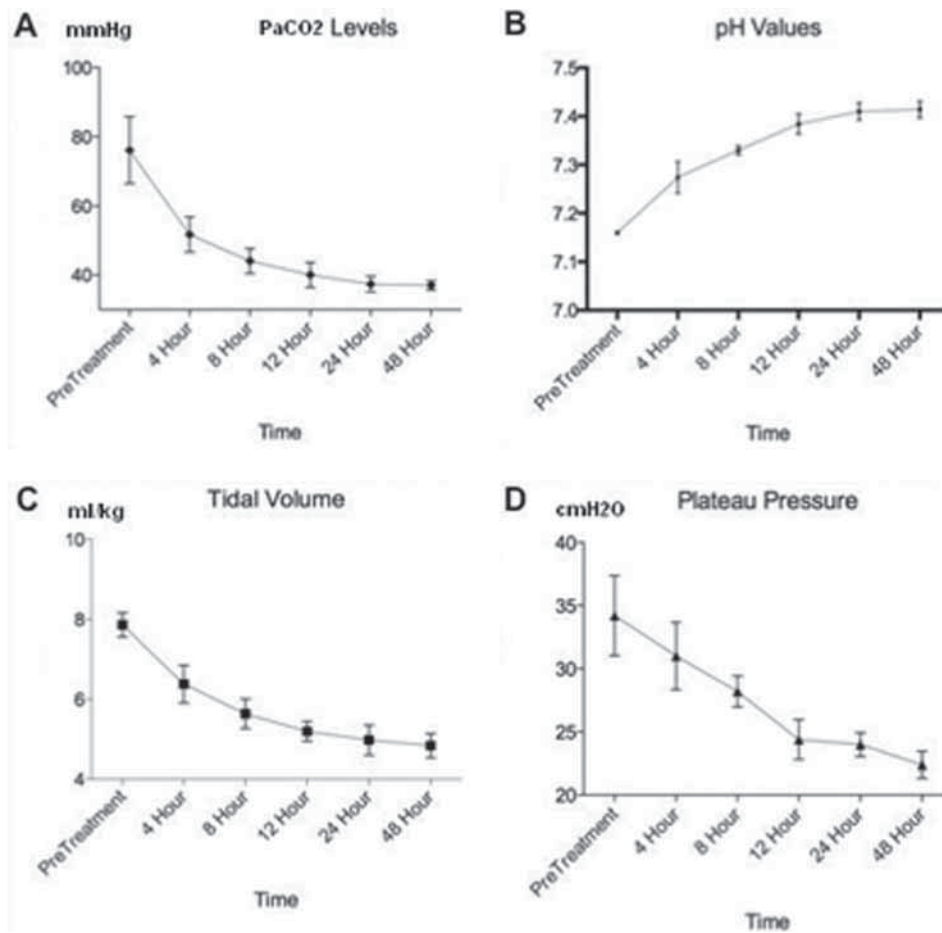 A mmHg PaCO2 Levels
100
80
60
40
PreTreatment
4 Hour
8 Hour
12 Hour
24 Hour
48 Hour
Time
B pH Values
7.5
7.4
7.3
7.2
7.1
7.0
PreTreatment
4 Hour
8 Hour
12 Hour
24 Hour
48 Hour
Time
C ml/kg Tidal Volume
10
8
6
4
PreTreatment
4 Hour
8 Hour
12 Hour
24 Hour
48 Hour
Time
D cmH2O Plateau Pressure
40
35
30
25
20
PreTreatment
4 Hour
8 Hour
12 Hour
24 Hour
48 Hour
Time